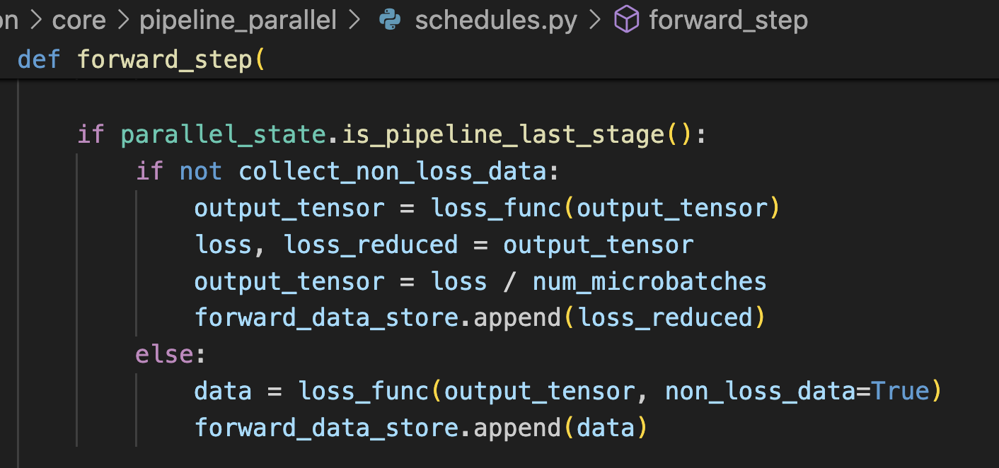 on > core > pipeline_parallel > schedules.py > forward_step
def forward_step(
if parallel_state.is_pipeline_last_stage():
if not collect_non_loss_data:
output_tensor = loss_func(output_tensor)
loss, loss_reduced = output_tensor
output_tensor = loss / num_microbatches
forward_data_store.append(loss_reduced)
else:
data = loss_func(output_tensor, non_loss_data=True)
forward_data_store.append(data)